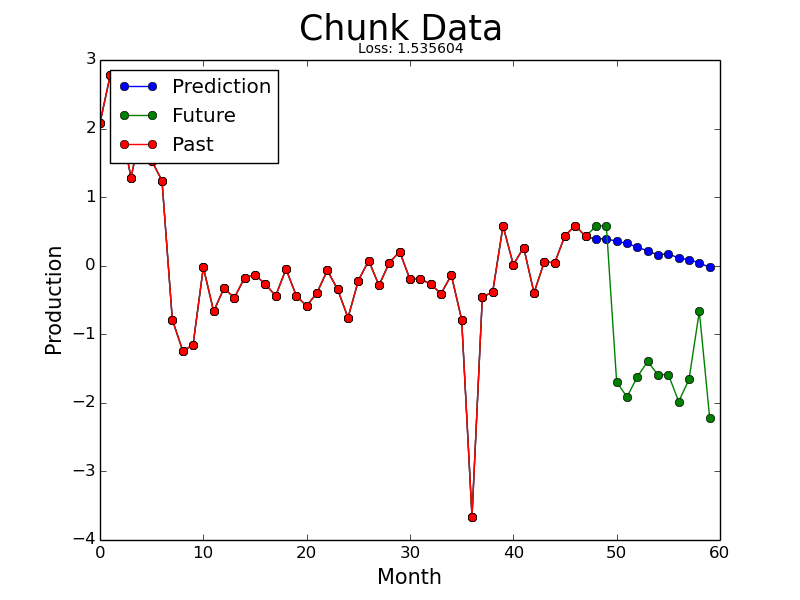 Chunk Data
Loss: 1.535604
Prediction
Future
Past
Production
3
2
1
0
−1
−2
−3
−4
0 10 20 30 40 50 60
Month